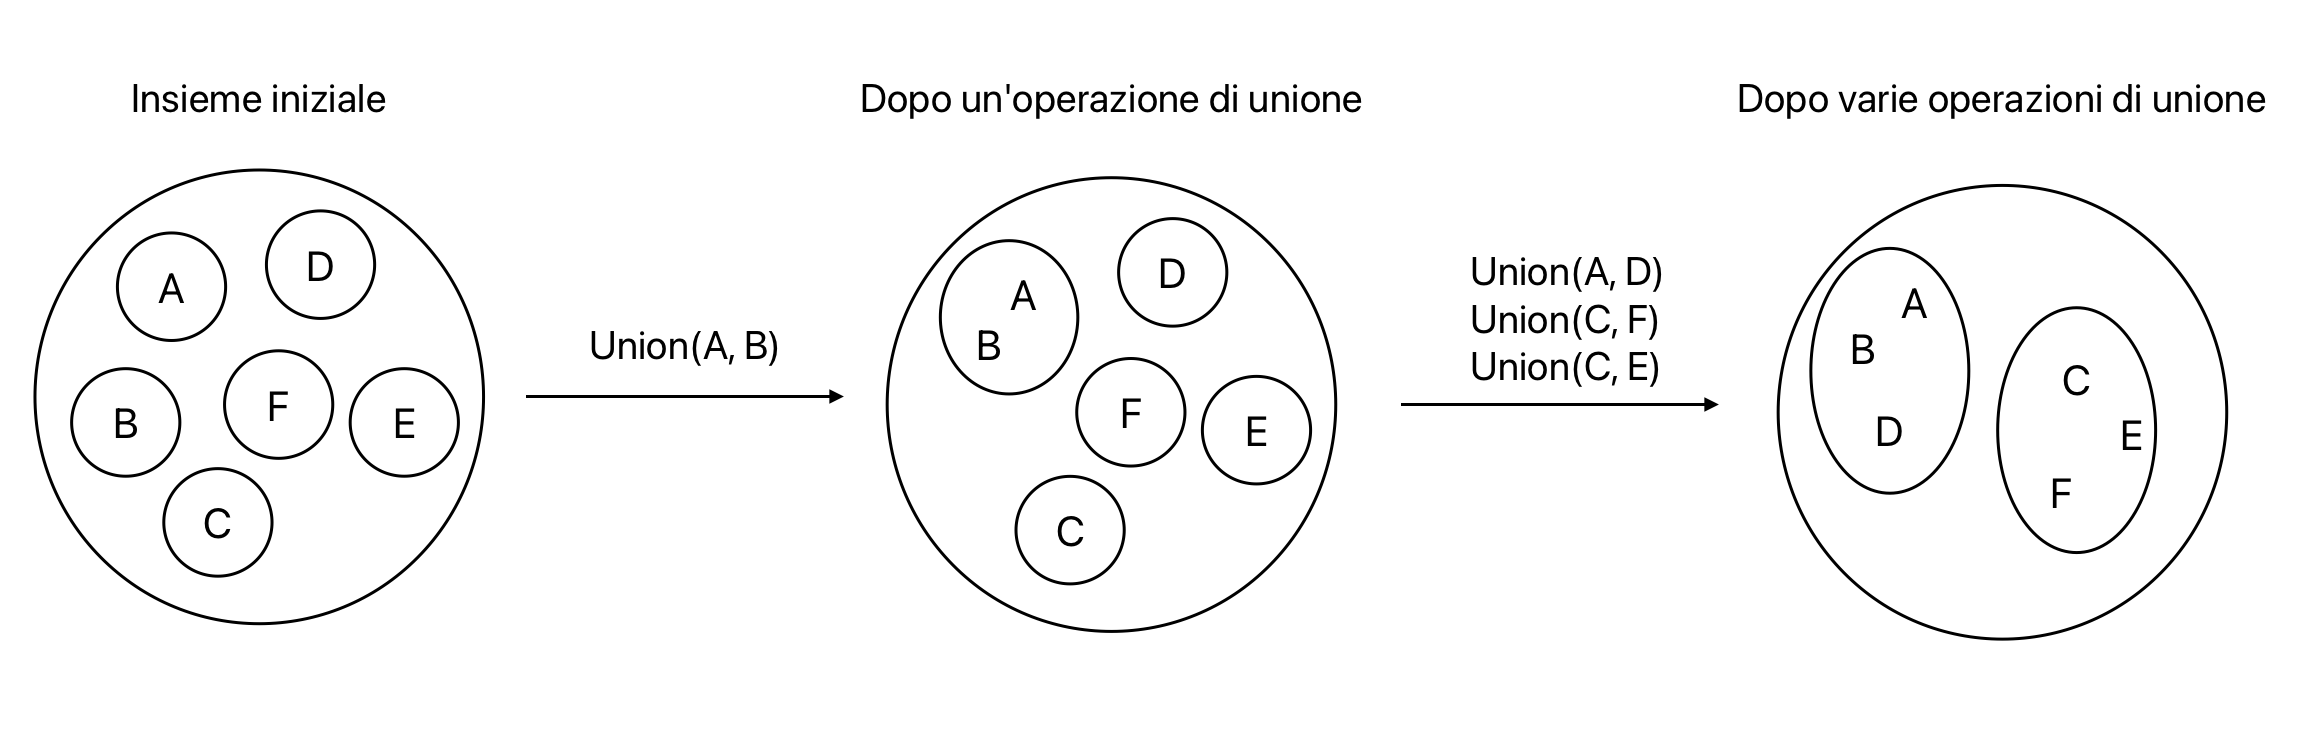 Insieme iniziale
A
D
B
F
E
C
Union(A, B)
Dopo un'operazione di unione
A
B
D
F
E
C
Union(A, D)
Union(C, F)
Union(C, E)
Dopo varie operazioni di unione
A
B
D
C
E
F